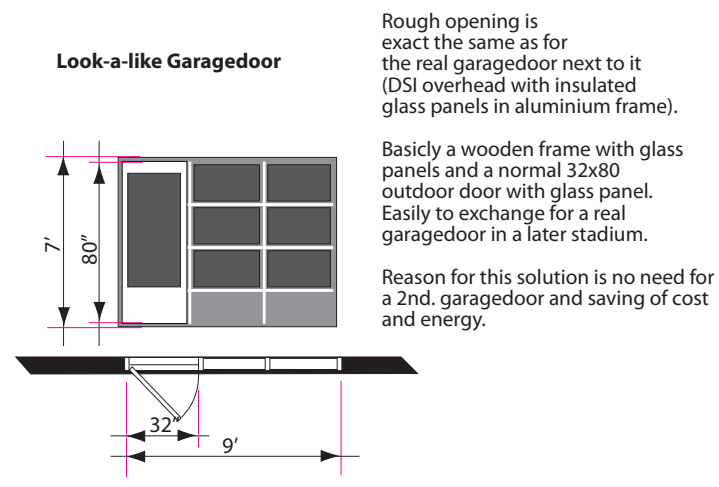 Look-a-like Garagedoor
Rough opening is
exact the same as for
the real garagedoor next to it
(DSI overhead with insulated
glass panels in aluminium frame).
Basicly a wooden frame with glass
panels and a normal 32x80
outdoor door with glass panel.
Easily to exchange for a real
garagedoor in a later stadium.
Reason for this solution is no need for
a 2nd. garagedoor and saving of cost
and energy.
7’
80”
32”
9’